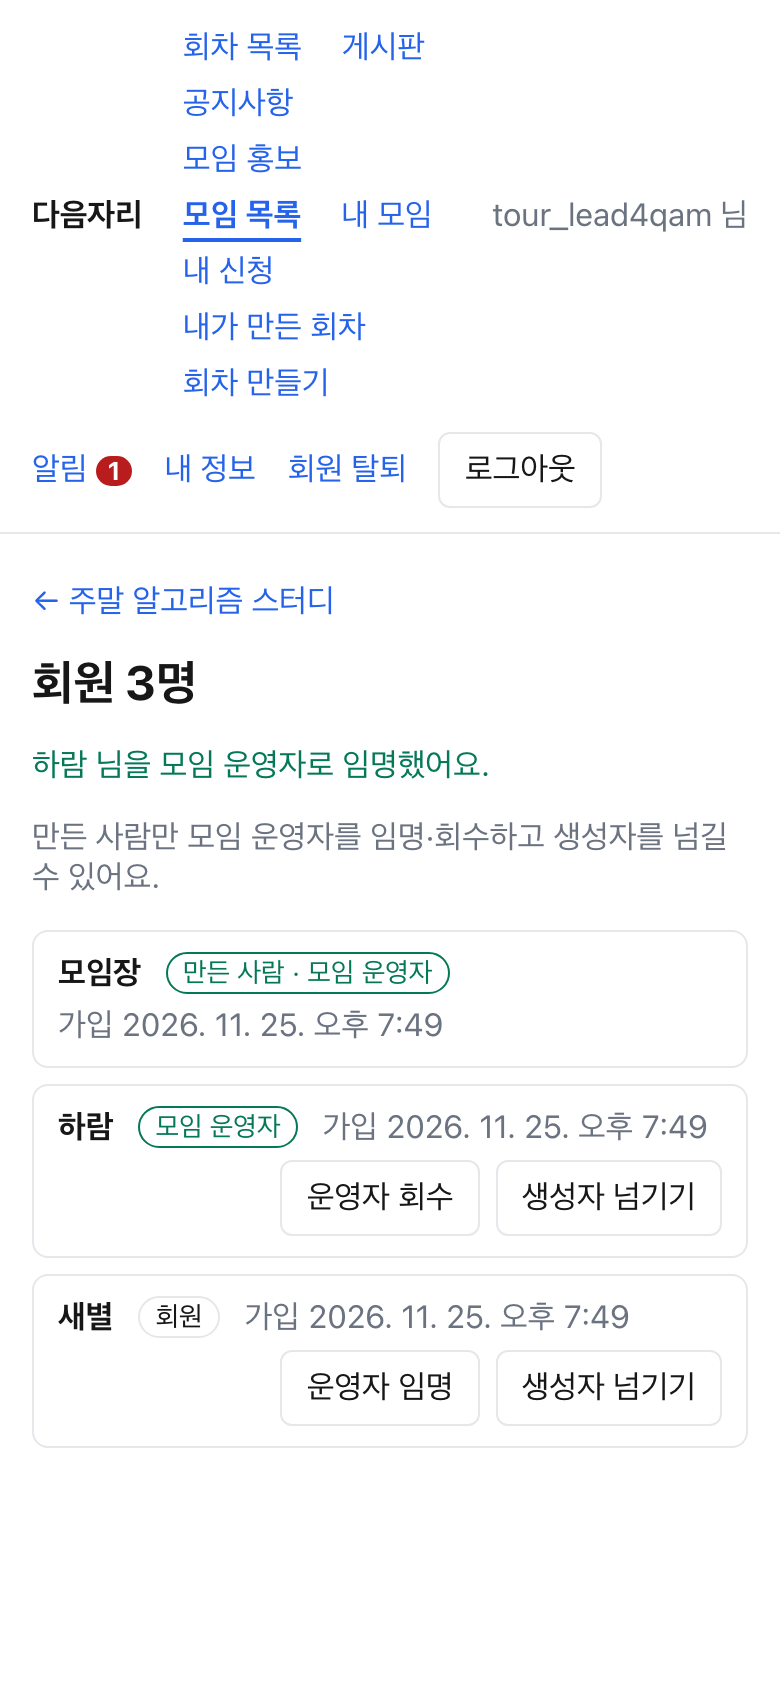 회차 목록 게시판
공지사항
모임 홍보
다음자리 모임 목록 내 모임 tour_lead4qam 님
내 신청
내가 만든 회차
회차 만들기
알림 1 내 정보 회원 탈퇴 로그아웃
← 주말 알고리즘 스터디
회원 3명
하람 님을 모임 운영자로 임명했어요.
만든 사람만 모임 운영자를 임명·회수하고 생성자를 넘길
수 있어요.
모임장 만든 사람 · 모임 운영자
가입 2026. 11. 25. 오후 7:49
하람 모임 운영자 가입 2026. 11. 25. 오후 7:49
운영자 회수 생성자 넘기기
새별 회원 가입 2026. 11. 25. 오후 7:49
운영자 임명 생성자 넘기기